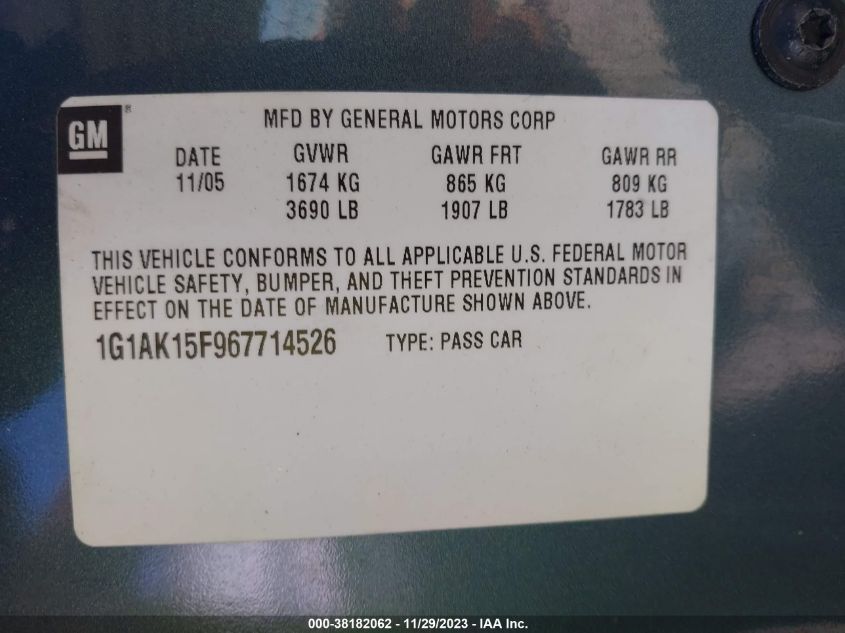 GM®
MFD BY GENERAL MOTORS CORP
DATE GVWR GAWR FRT GAWR RR
11/05 1674 KG 865 KG 809 KG
3690 LB 1907 LB 1783 LB
THIS VEHICLE CONFORMS TO ALL APPLICABLE U.S. FEDERAL MOTOR
VEHICLE SAFETY, BUMPER, AND THEFT PREVENTION STANDARDS IN
EFFECT ON THE DATE OF MANUFACTURE SHOWN ABOVE.
1G1AK15F967714526 TYPE: PASS CAR
000-38182062 - 11/29/2023 - IAA Inc.